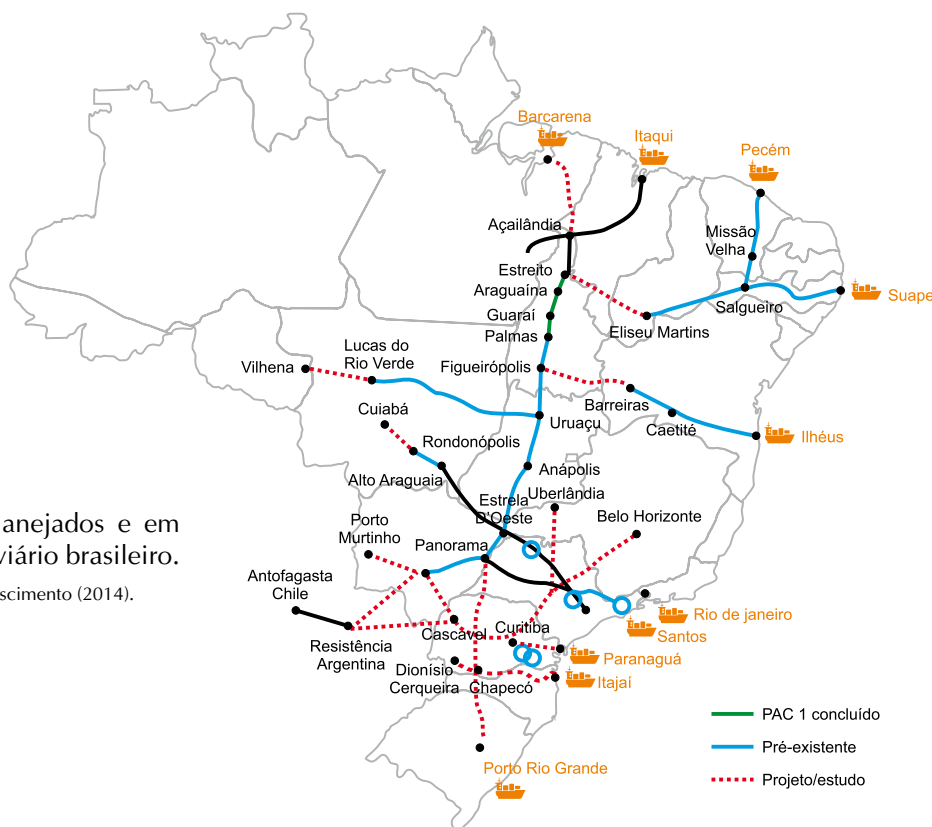 Barcarena
Itaqui
Pecém
Açailândia
Missão
Velha
Estreito
Araguaína
Suape
Salgueiro
Guaraí
Eliseu Martins
Palmas
Lucas do
Rio Verde
Vilhena
Figueirópolis
Barreiras
Cuiabá
Uruaçu
Caetité
Ilhéus
Rondonópolis
Anápolis
Alto Araguaia
Estrela
D'Oeste
Uberlândia
Belo Horizonte
anejados e em
viário brasileiro.
scimento (2014).
Porto
Murtinho
Panorama
Antofagasta
Chile
Rio de janeiro
Santos
Cascável
Curitiba
Resistência
Argentina
Paranaguá
Dionísio
Cerqueira
Chapecó
Itajaí
Porto Rio Grande
PAC 1 concluído
Pré-existente
Projeto/estudo